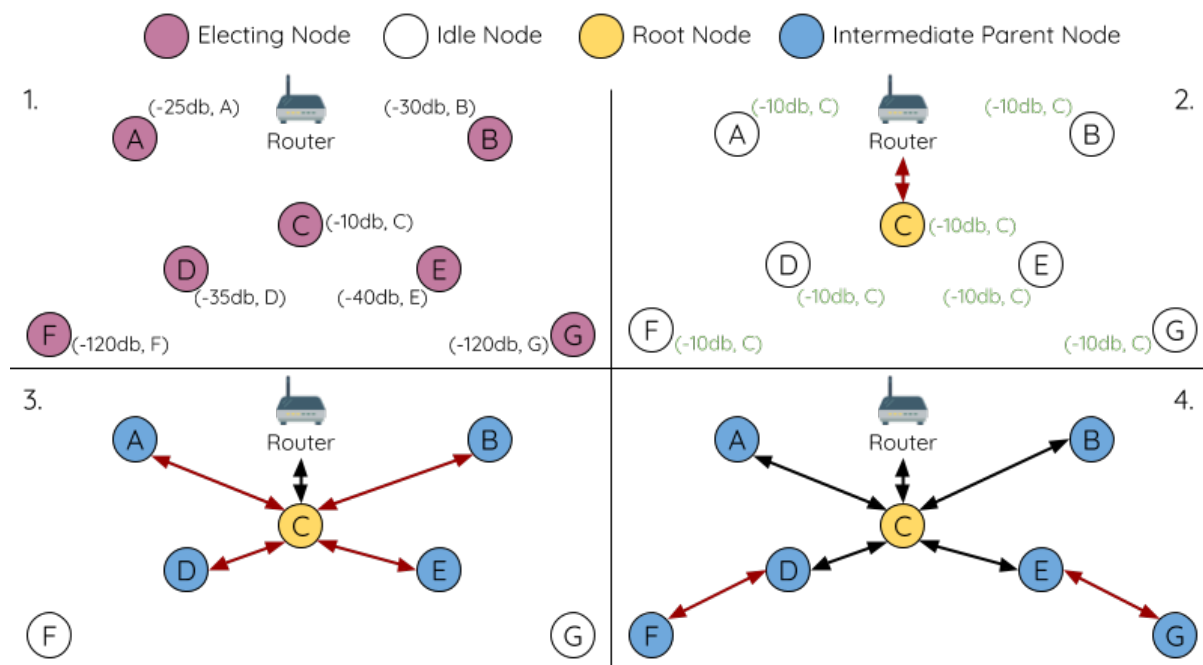 Electing Node
Idle Node
Root Node
Intermediate Parent Node
1.
(-25db, A)
A
Router
(-30db, B)
B
C
(-10db, C)
D
(-35db, D)
E
(-40db, E)
F
(-120db, F)
G
(-120db, G)
2.
(-10db, C)
A
Router
(-10db, C)
B
C
(-10db, C)
D
(-10db, C)
E
(-10db, C)
F
(-10db, C)
G
(-10db, C)
3.
A
Router
B
C
D
E
F
G
4.
A
Router
B
C
D
E
F
G